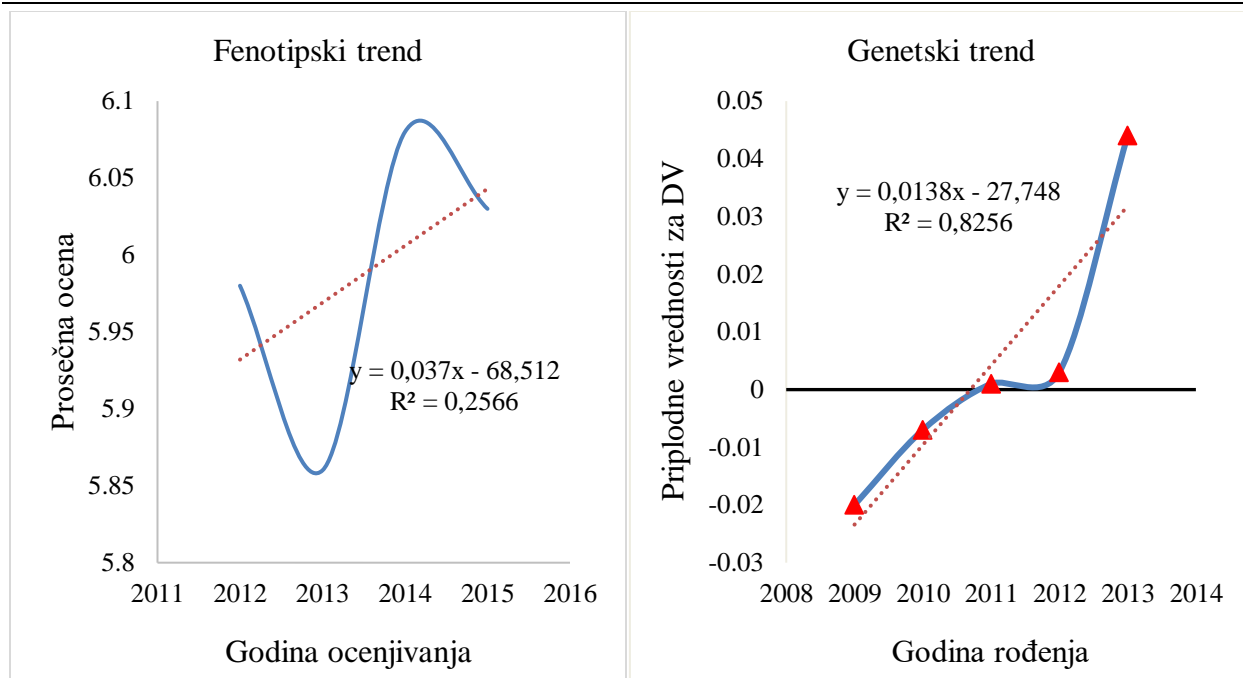 Fenotipski trend
Prosečna ocena
6.1
6.05
6
5.95
5.9
5.85
5.8
y = 0,037x - 68,512
R² = 0,2566
2011 2012 2013 2014 2015 2016
Godina ocenjivanja
Genetski trend
Priplodne vrednosti za DV
0.05
0.04
0.03
0.02
0.01
0
-0.01
-0.02
-0.03
y = 0,0138x - 27,748
R² = 0,8256
2008 2009 2010 2011 2012 2013 2014
Godina rođenja